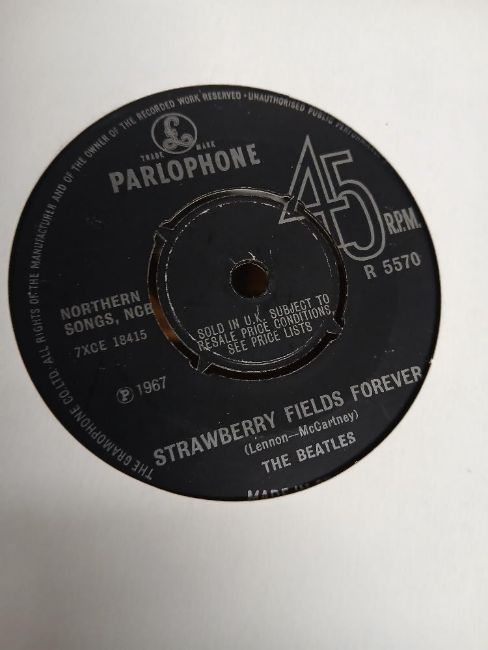 THE GRAMOPHONE CO LTD. ALL RIGHTS OF THE MANUFACTURER AND OF THE OWNER OF THE RECORDED WORK RESERVED · UNAUTHORISED PUBLIC
£
TRADE MARK
PARLOPHONE
45
R.P.M.
R 5570
NORTHERN
SONGS, NCB
7XCE 18415
SOLD IN U.K. SUBJECT TO
RESALE PRICE CONDITIONS,
SEE PRICE LISTS
Ⓟ 1967
STRAWBERRY FIELDS FOREVER
(Lennon—McCartney)
THE BEATLES
MADE IN